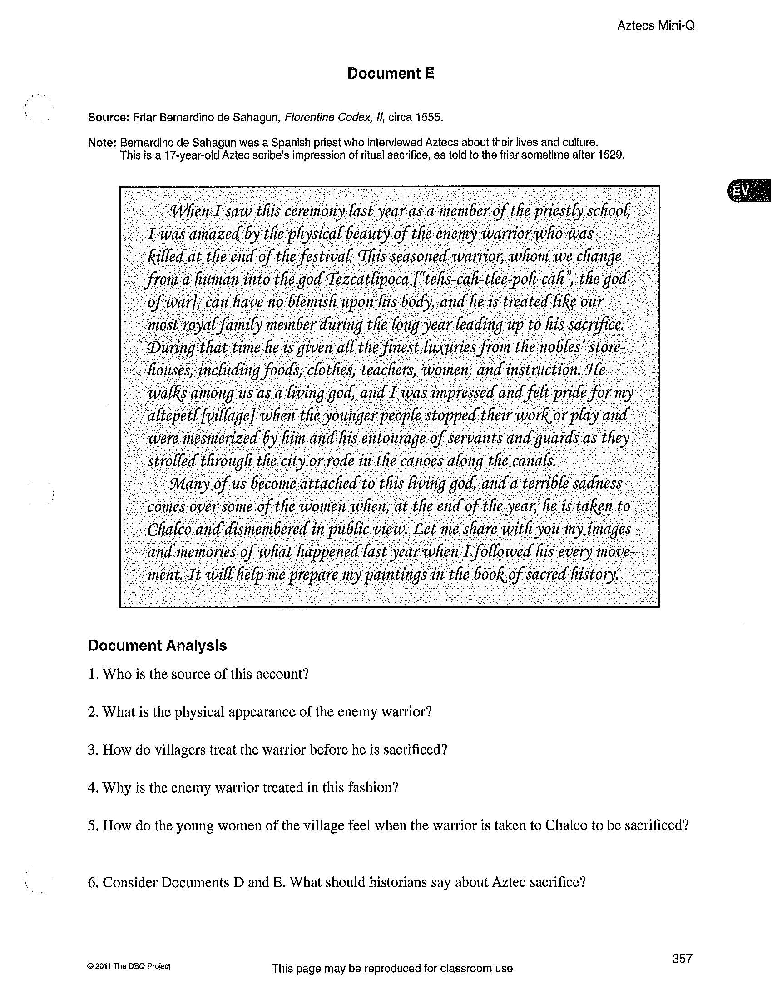 Aztecs Mini-Q
Document E
Source: Friar Bernardino de Sahagun, Florentine Codex, II, circa 1555.
Note: Bernardino de Sahagun was a Spanish priest who interviewed Aztecs about their lives and culture.
This is a 17-year-old Aztec scribe's impression of ritual sacrifice, as told to the friar sometime after 1529.
EV
When I saw this ceremony last year as a member of the priestly school,
I was amazed by the physical beauty of the enemy warrior who was
killed at the end of the festival. This seasoned warrior, whom we change
from a human into the god Tezcatlipoca ["tehs-cah-tlee-poh-cah", the god
of war], can have no blemish upon his body, and he is treated like our
most royal family member during the long year leading up to his sacrifice.
During that time he is given all the finest luxuries from the nobles' store-
houses, including foods, clothes, teachers, women, and instruction. He
walks among us as a living god, and I was impressed and felt pride for my
altepetl [village] when the younger people stopped their work or play and
were mesmerized by him and his entourage of servants and guards as they
strolled through the city or rode in the canoes along the canals.
Many of us become attached to this living god, and a terrible sadness
comes over some of the women when, at the end of the year, he is taken to
Chalco and dismembered in public view. Let me share with you my images
and memories of what happened last year when I followed his every move-
ment. It will help me prepare my paintings in the book of sacred history.
Document Analysis
1. Who is the source of this account?
2. What is the physical appearance of the enemy warrior?
3. How do villagers treat the warrior before he is sacrificed?
4. Why is the enemy warrior treated in this fashion?
5. How do the young women of the village feel when the warrior is taken to Chalco to be sacrificed?
6. Consider Documents D and E. What should historians say about Aztec sacrifice?
357
© 2011 The DBQ Project
This page may be reproduced for classroom use